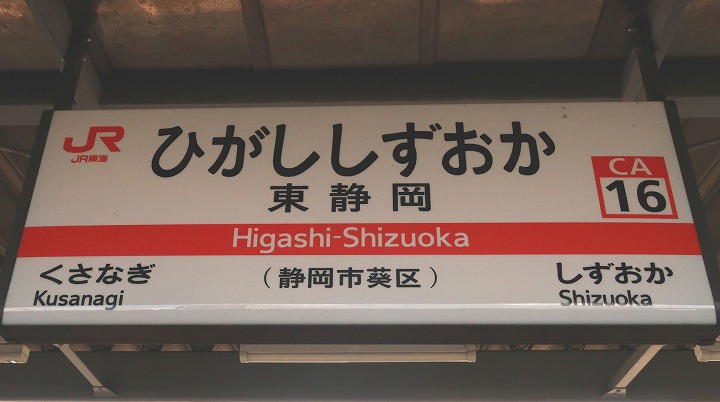 JR
JR東海
ひがししずおか
東静岡
CA
16
Higashi-Shizuoka
くさなぎ
Kusanagi
(静岡市葵区)
しずおか
Shizuoka